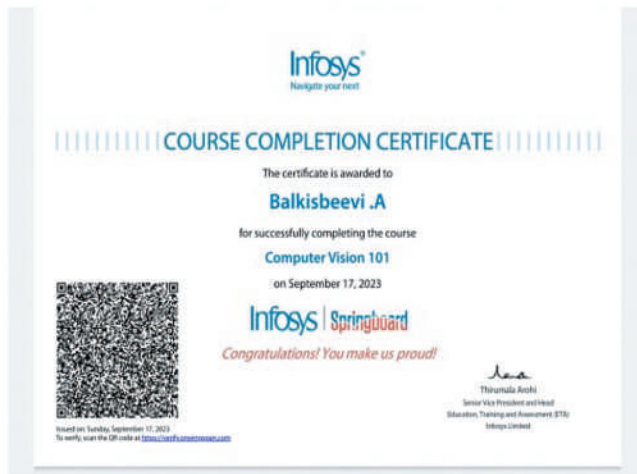 Infosys®
Navigate your next
COURSE COMPLETION CERTIFICATE
The certificate is awarded to
Balkisbeevi .A
for successfully completing the course
Computer Vision 101
on September 17, 2023
Infosys | Springboard
Congratulations! You make us proud!
Thirumala Arohi
Senior Vice President and Head
Education, Training and Assessment (ETA)
Infosys Limited
Issued on: Sunday, September 17, 2023
To verify, scan the QR code at